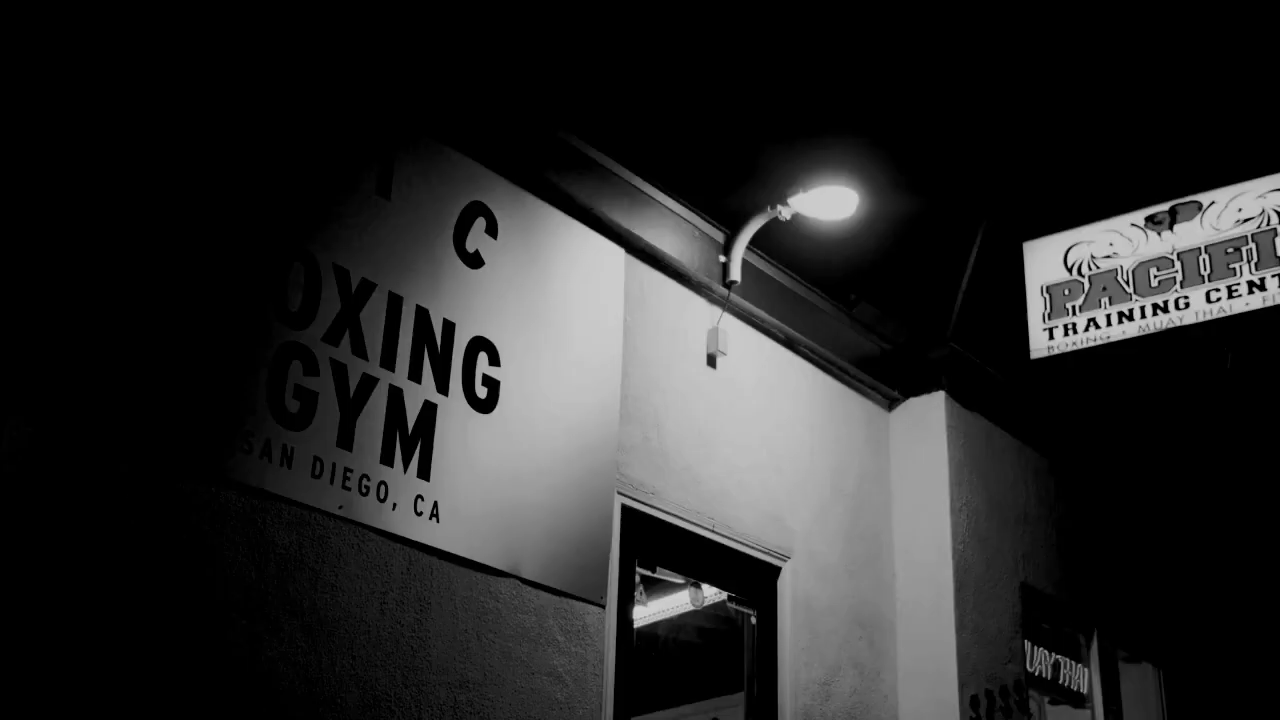 C
OXING
GYM
SAN DIEGO, CA
PACIFI
TRAINING CENT
BOXING • MUAY THAI • FI
UAY THAI